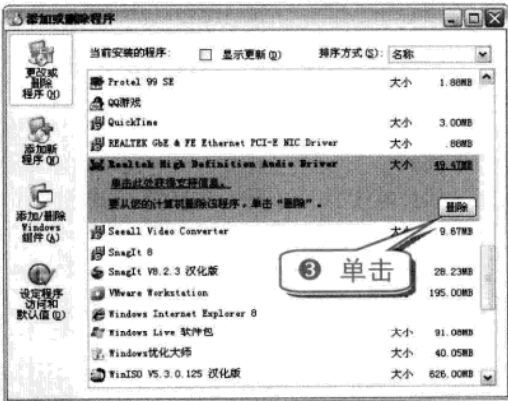 添加或删除程序
更改或删除程序(H)
添加新程序(N)
添加/删除Windows组件(A)
设定程序访问和默认值(O)
当前安装的程序: 显示更新(D) 排序方式(S): 名称
Protel 99 SE 大小 1.88MB
QQ游戏
QuickTime 大小 3.00MB
REALTEK GbE & FE Ethernet PCI-E NIC Driver 大小 .88MB
Realtek High Definition Audio Driver 大小 49.47MB
单击此处获得支持信息。
要从您的计算机删除该程序，单击“删除”。 删除
Seeall Video Converter 大小 9.67MB
SnagIt 8
SnagIt V8.2.3 汉化版 28.23MB
❸ 单击
VMware Workstation 195.00MB
Windows Internet Explorer 8
Windows Live 软件包 大小 91.08MB
Windows优化大师 大小 40.05MB
WinISO V5.3.0.125 汉化版 大小 626.00MB